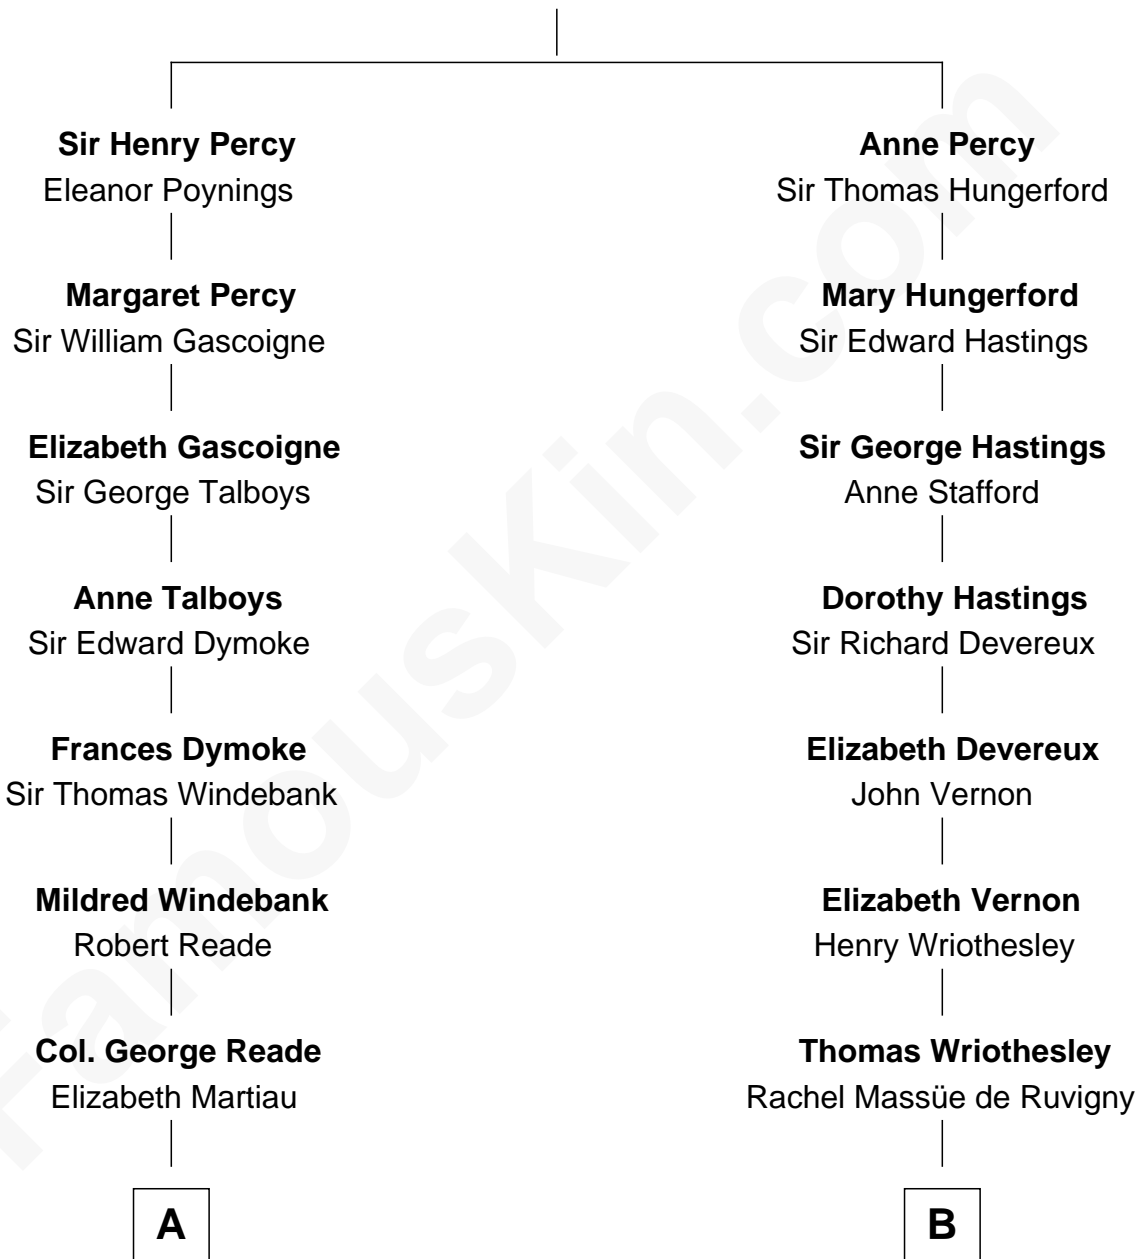 Sir Henry Percy
Eleanor Poynings
Margaret Percy
Sir William Gascoigne
Elizabeth Gascoigne
Sir George Talboys
Anne Talboys
Sir Edward Dymoke
Frances Dymoke
Sir Thomas Windebank
Mildred Windebank
Robert Reade
Col. George Reade
Elizabeth Martiau
A
Anne Percy
Sir Thomas Hungerford
Mary Hungerford
Sir Edward Hastings
Sir George Hastings
Anne Stafford
Dorothy Hastings
Sir Richard Devereux
Elizabeth Devereux
John Vernon
Elizabeth Vernon
Henry Wriothesley
Thomas Wriothesley
Rachel Massüe de Ruvigny
B
FamousKin.com